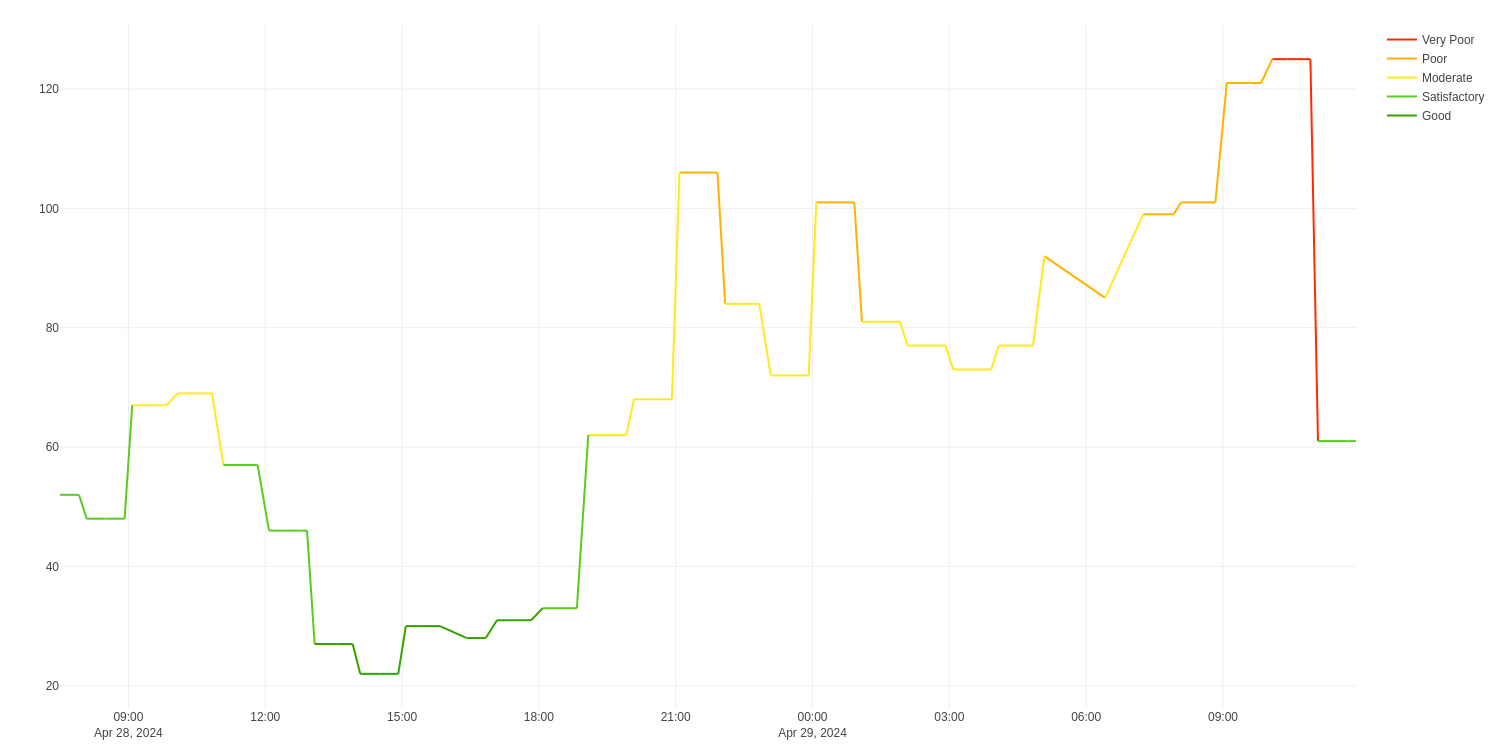 120
100
80
60
40
20
09:00
Apr 28, 2024
12:00
15:00
18:00
21:00
00:00
Apr 29, 2024
03:00
06:00
09:00
Very Poor
Poor
Moderate
Satisfactory
Good